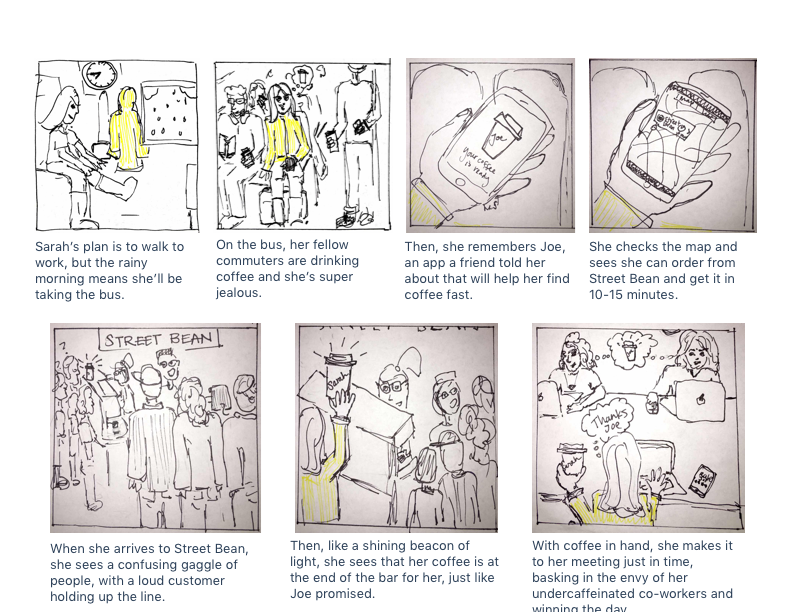 Joe
Your coffee
is ready
Sarah's plan is to walk to
work, but the rainy
morning means she'll be
taking the bus.
On the bus, her fellow
commuters are drinking
coffee and she's super
jealous.
Then, she remembers Joe,
an app a friend told her
about that will help her find
coffee fast.
She checks the map and
sees she can order from
Street Bean and get it in
10-15 minutes.
STREET BEAN
STREET BEAN
Sarah
Thanks
Joe
Sarah
When she arrives to Street Bean,
she sees a confusing gaggle of
people, with a loud customer
holding up the line.
Then, like a shining beacon of
light, she sees that her coffee is at
the end of the bar for her, just like
Joe promised.
With coffee in hand, she makes it
to her meeting just in time,
basking in the envy of her
undercaffeinated co-workers and
winning the day